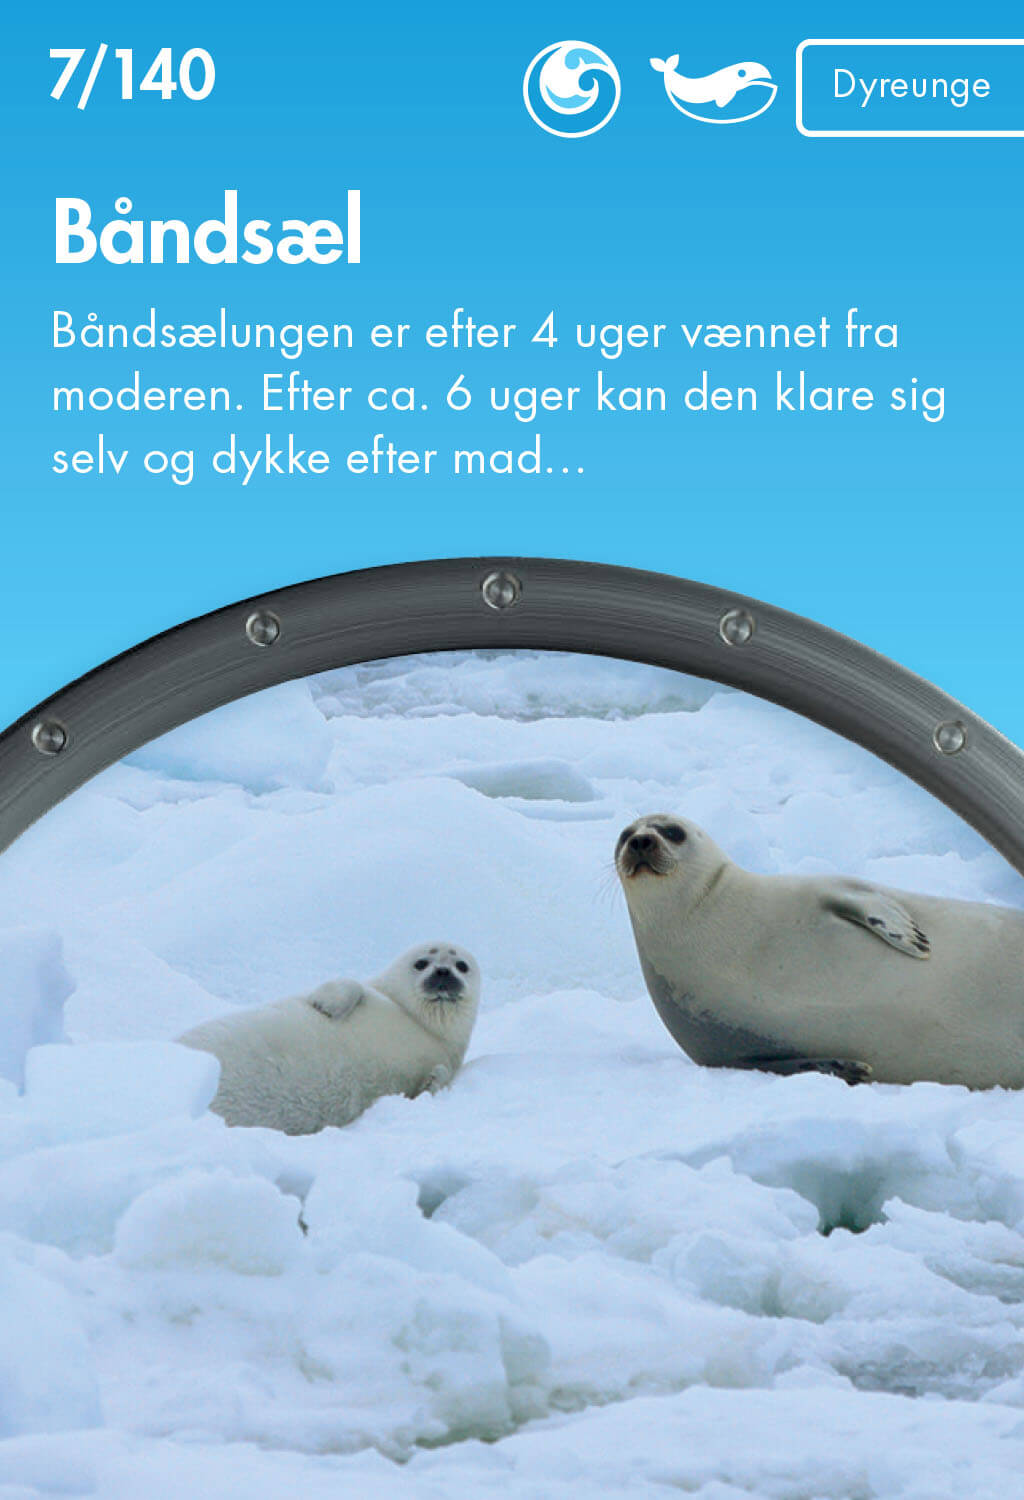 7/140
Dyreunge
Båndsæl
Båndsælungen er efter 4 uger vænnet fra
moderen. Efter ca. 6 uger kan den klare sig
selv og dykke efter mad...